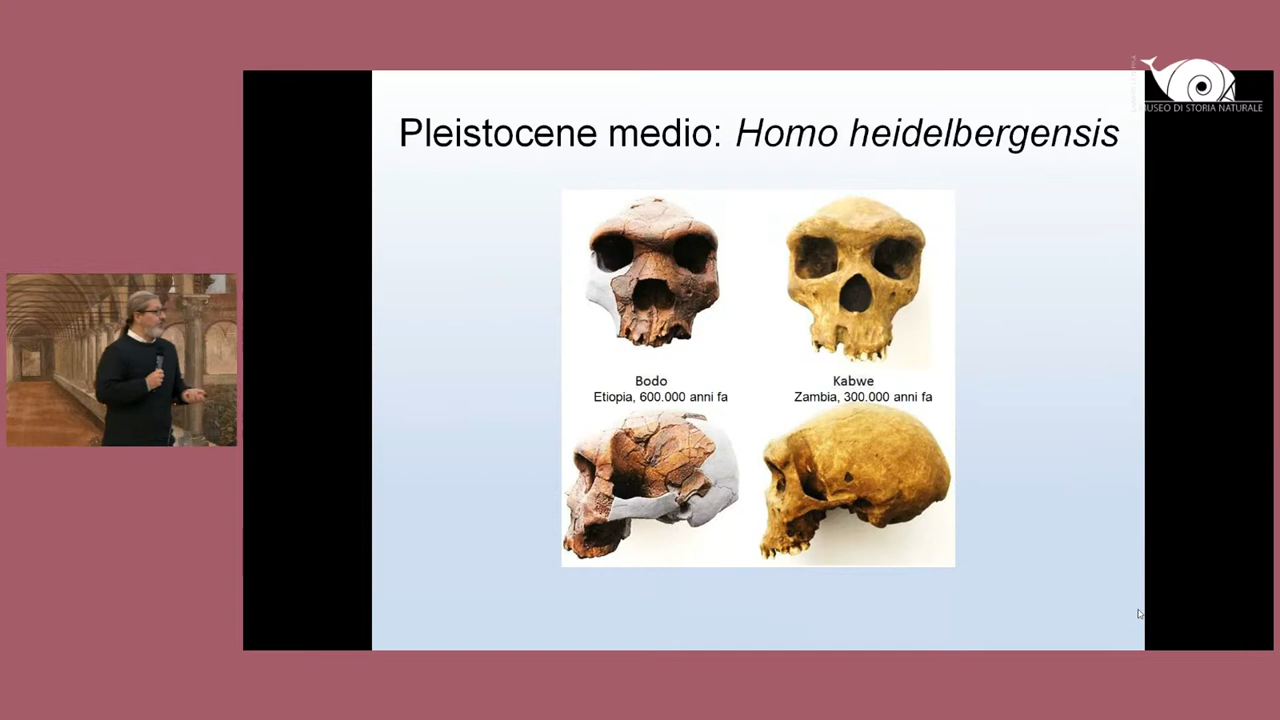 MUSEO DI STORIA NATURALE
Pleistocene medio: Homo heidelbergensis
Bodo
Etiopia, 600.000 anni fa
Kabwe
Zambia, 300.000 anni fa